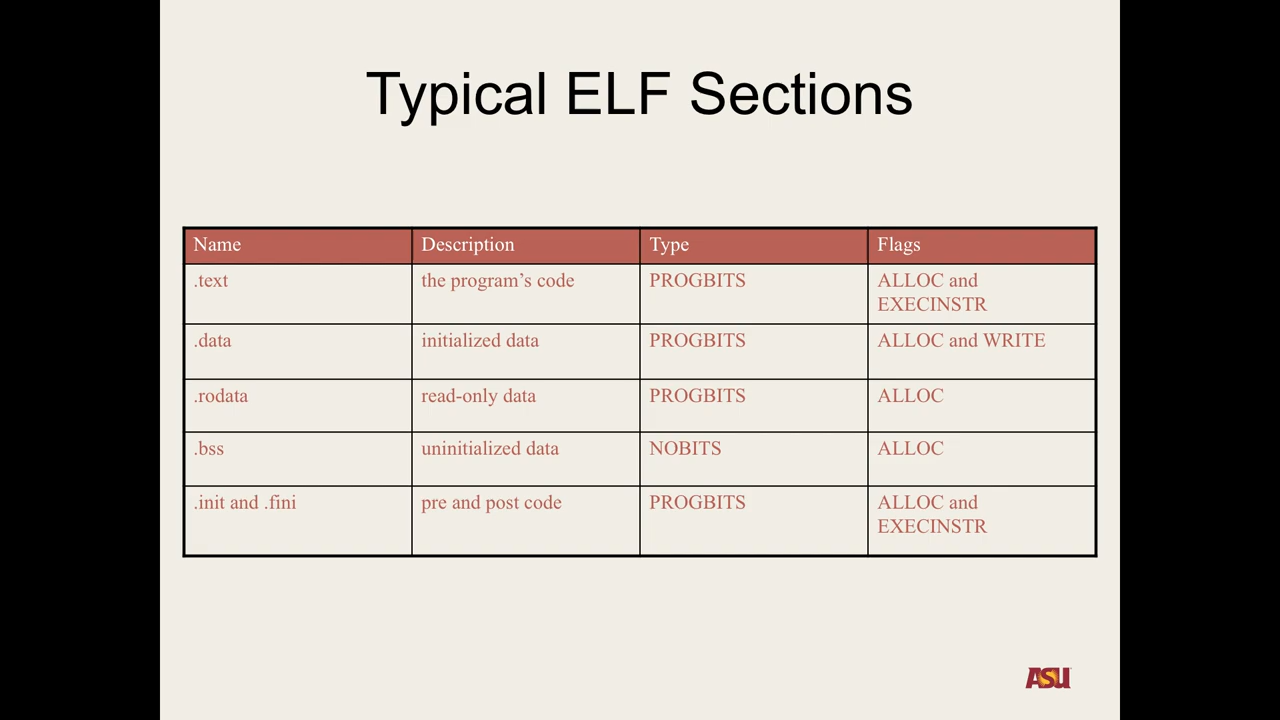 Typical ELF Sections
Name Description Type Flags
.text the program’s code PROGBITS ALLOC and
EXECINSTR
.data initialized data PROGBITS ALLOC and WRITE
.rodata read-only data PROGBITS ALLOC
.bss uninitialized data NOBITS ALLOC
.init and .fini pre and post code PROGBITS ALLOC and
EXECINSTR
ASU